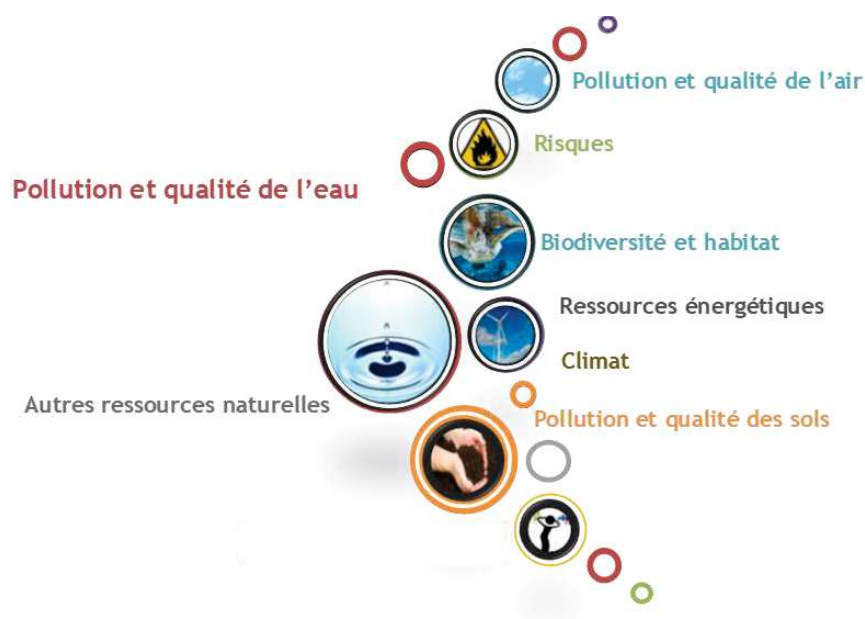 Pollution et qualité de l’air
Risques
Pollution et qualité de l’eau
Biodiversité et habitat
Ressources énergétiques
Climat
Autres ressources naturelles
Pollution et qualité des sols